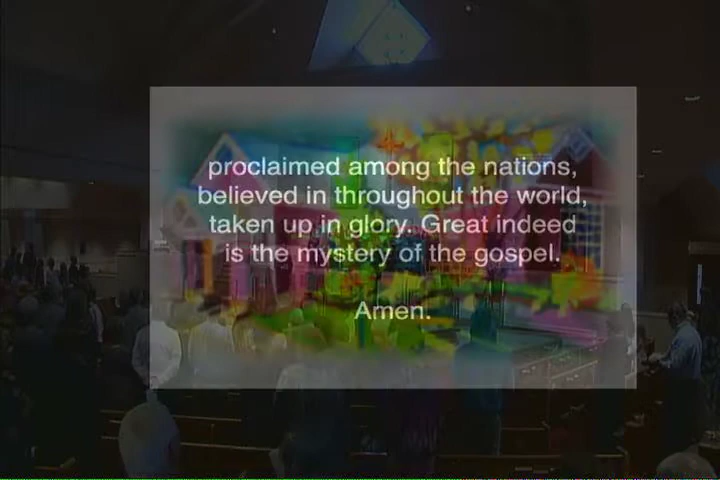 proclaimed among the nations,
believed in throughout the world,
taken up in glory. Great indeed
is the mystery of the gospel.
Amen.